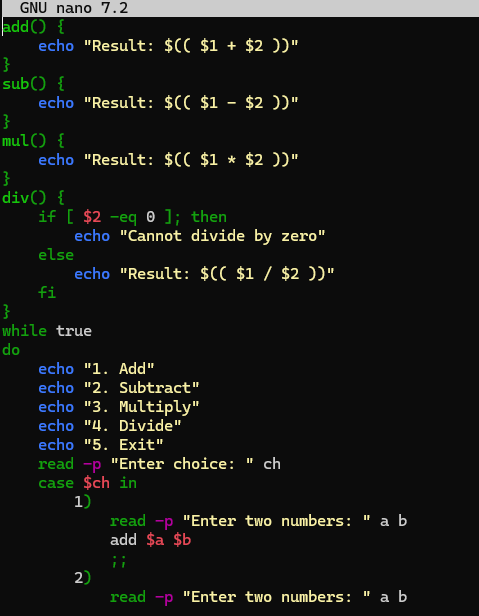 GNU nano 7.2
add() {
    echo "Result: $(( $1 + $2 ))"
}
sub() {
    echo "Result: $(( $1 - $2 ))"
}
mul() {
    echo "Result: $(( $1 * $2 ))"
}
div() {
    if [ $2 -eq 0 ]; then
        echo "Cannot divide by zero"
    else
        echo "Result: $(( $1 / $2 ))"
    fi
}
while true
do
    echo "1. Add"
    echo "2. Subtract"
    echo "3. Multiply"
    echo "4. Divide"
    echo "5. Exit"
    read -p "Enter choice: " ch
    case $ch in
        1)
            read -p "Enter two numbers: " a b
            add $a $b
            ;;
        2)
            read -p "Enter two numbers: " a b